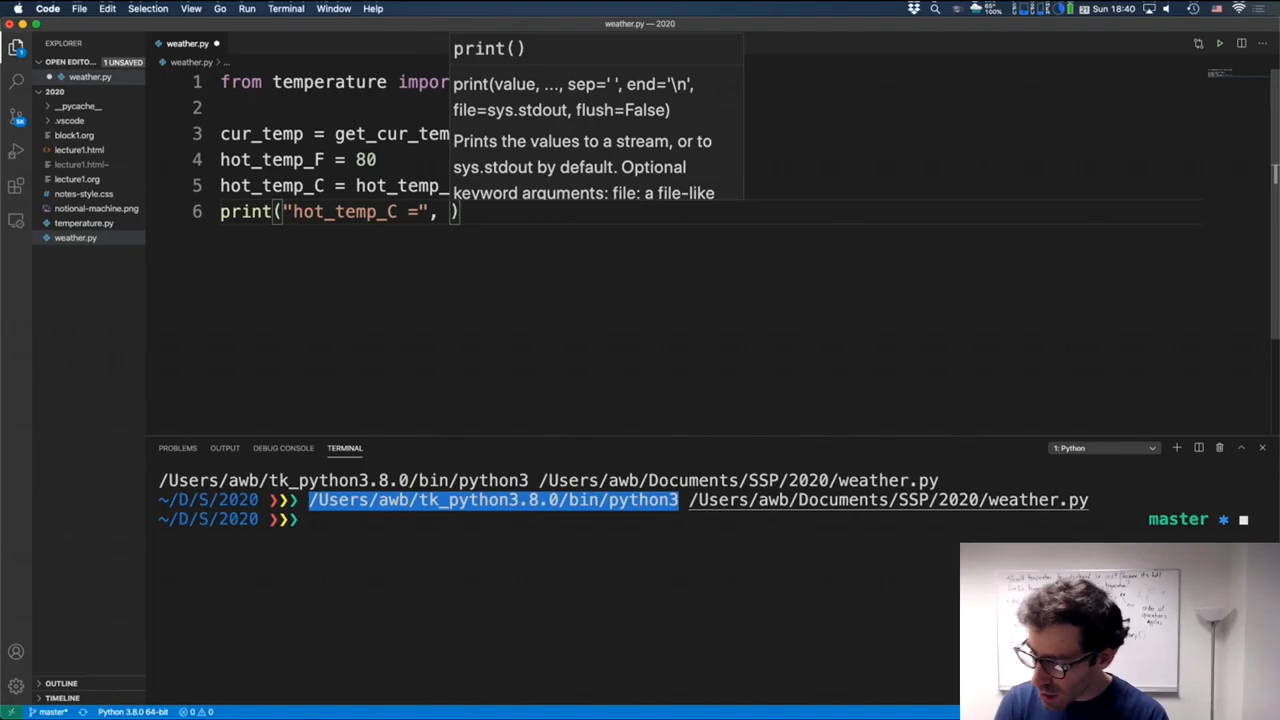 Code File Edit Selection View Go Run Terminal Window Help
65°
100%
Sun 18:40
weather.py — 2020
EXPLORER
OPEN EDITO... 1 UNSAVED
weather.py
2020
__pycache__
.vscode
block1.org
lecture1.html
lecture1.html~
lecture1.org
notes-style.css
notional-machine.png
temperature.py
weather.py
OUTLINE
TIMELINE
1
5K
weather.py
weather.py > ...
1 from temperature impor
2
3 cur_temp = get_cur_tem
4 hot_temp_F = 80
5 hot_temp_C = hot_temp_
6 print("hot_temp_C =", )
print()
print(value, ..., sep=' ', end='\n',
file=sys.stdout, flush=False)
Prints the values to a stream, or to
sys.stdout by default. Optional
keyword arguments: file: a file-like
PROBLEMS OUTPUT DEBUG CONSOLE TERMINAL
1: Python
/Users/awb/tk_python3.8.0/bin/python3 /Users/awb/Documents/SSP/2020/weather.py
~/D/S/2020 ❯❯❯ /Users/awb/tk_python3.8.0/bin/python3 /Users/awb/Documents/SSP/2020/weather.py
~/D/S/2020 ❯❯❯ master *
master* Python 3.8.0 64-bit 0 0